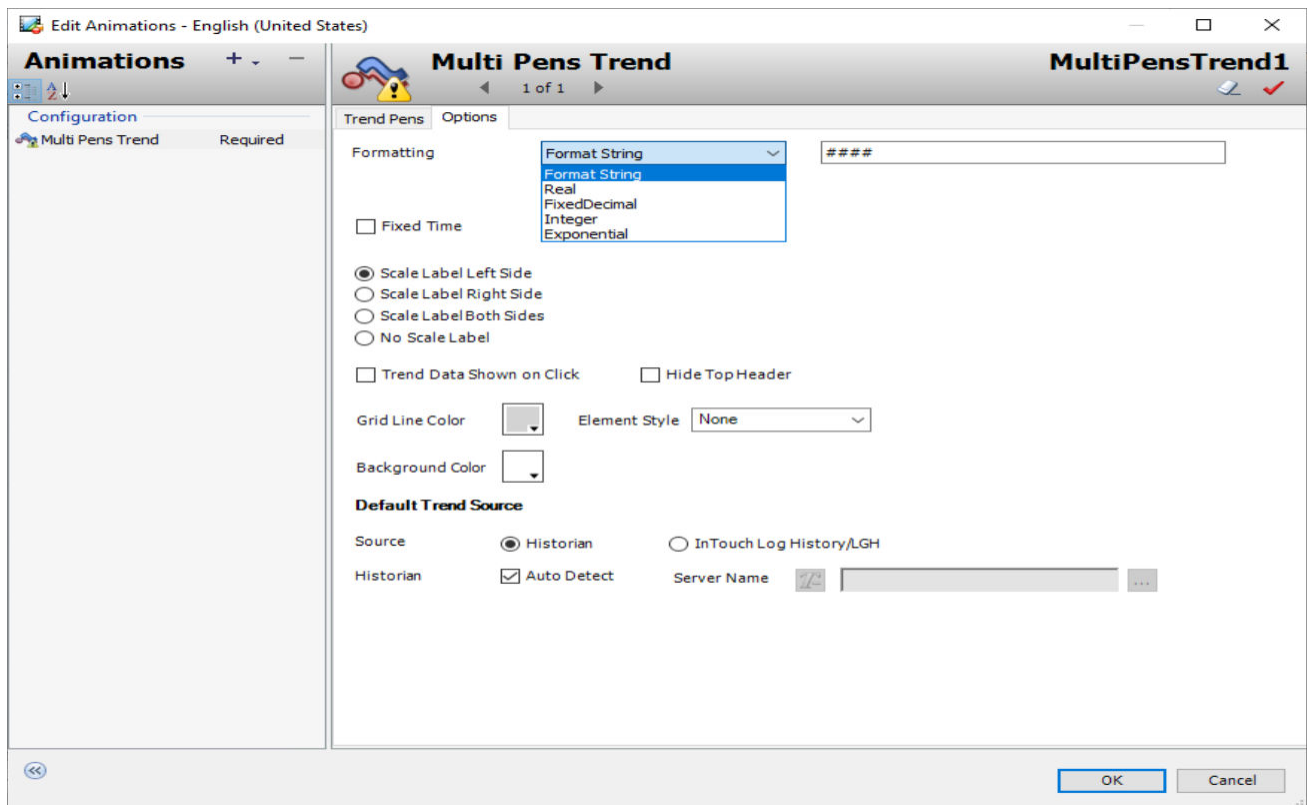 Edit Animations - English (United States)
Animations
Multi Pens Trend
MultiPensTrend1
1 of 1
Configuration
Multi Pens Trend Required
Trend Pens Options
Formatting Format String ####
Format String
Real
FixedDecimal
Integer
Exponential
Fixed Time
Scale Label Left Side
Scale Label Right Side
Scale Label Both Sides
No Scale Label
Trend Data Shown on Click Hide Top Header
Grid Line Color Element Style None
Background Color
Default Trend Source
Source Historian InTouch Log History/LGH
Historian Auto Detect Server Name ...
OK Cancel